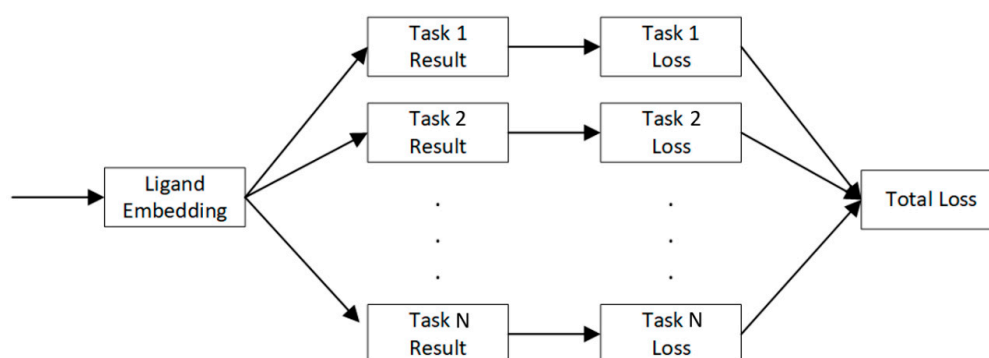 Task 1
Result
Task 1
Loss
Task 2
Result
Task 2
Loss
Ligand
Embedding
Total Loss
Task N
Result
Task N
Loss